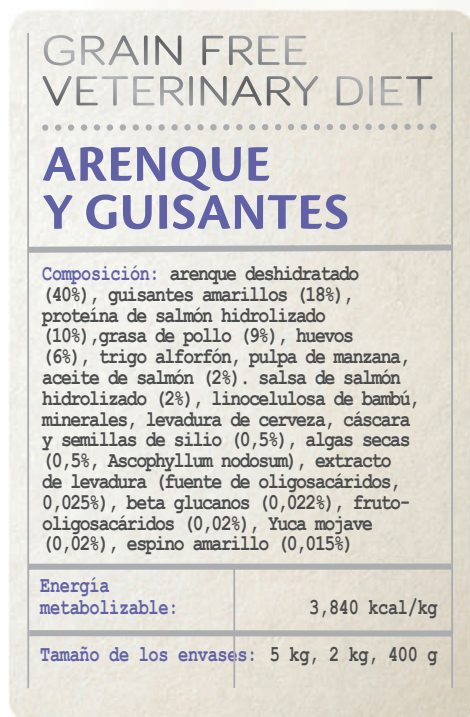 GRAIN FREE
VETERINARY DIET
ARENQUE
Y GUISANTES
Composición: arenque deshidratado
(40%), guisantes amarillos (18%),
proteína de salmón hidrolizado
(10%),grasa de pollo (9%), huevos
(6%), trigo alforfón, pulpa de manzana,
aceite de salmón (2%). salsa de salmón
hidrolizado (2%), linocelulosa de bambú,
minerales, levadura de cerveza, cáscara
y semillas de silio (0,5%), algas secas
(0,5%, Ascophyllum nodosum), extracto
de levadura (fuente de oligosacáridos,
0,025%), beta glucanos (0,022%), fruto-
oligosacáridos (0,02%), Yuca mojave
(0,02%), espino amarillo (0,015%)
Energía
metabolizable: 3,840 kcal/kg
Tamaño de los envases: 5 kg, 2 kg, 400 g